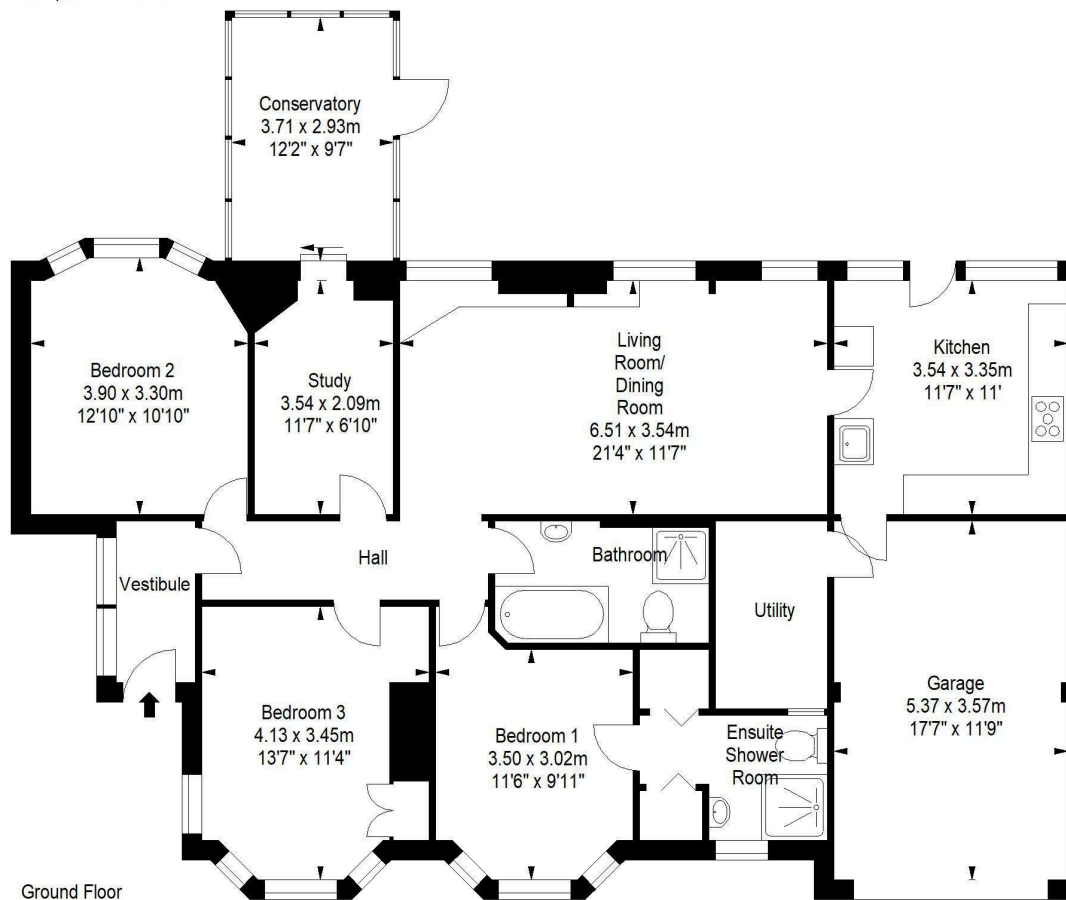 Conservatory
3.71 x 2.93m
12'2" x 9'7"
Bedroom 2
3.90 x 3.30m
12'10" x 10'10"
Study
3.54 x 2.09m
11'7" x 6'10"
Living
Room/
Dining
Room
6.51 x 3.54m
21'4" x 11'7"
Kitchen
3.54 x 3.35m
11'7" x 11'
Vestibule
Hall
Bathroom
Utility
Bedroom 3
4.13 x 3.45m
13'7" x 11'4"
Bedroom 1
3.50 x 3.02m
11'6" x 9'11"
Ensuite
Shower
Room
Garage
5.37 x 3.57m
17'7" x 11'9"
Ground Floor